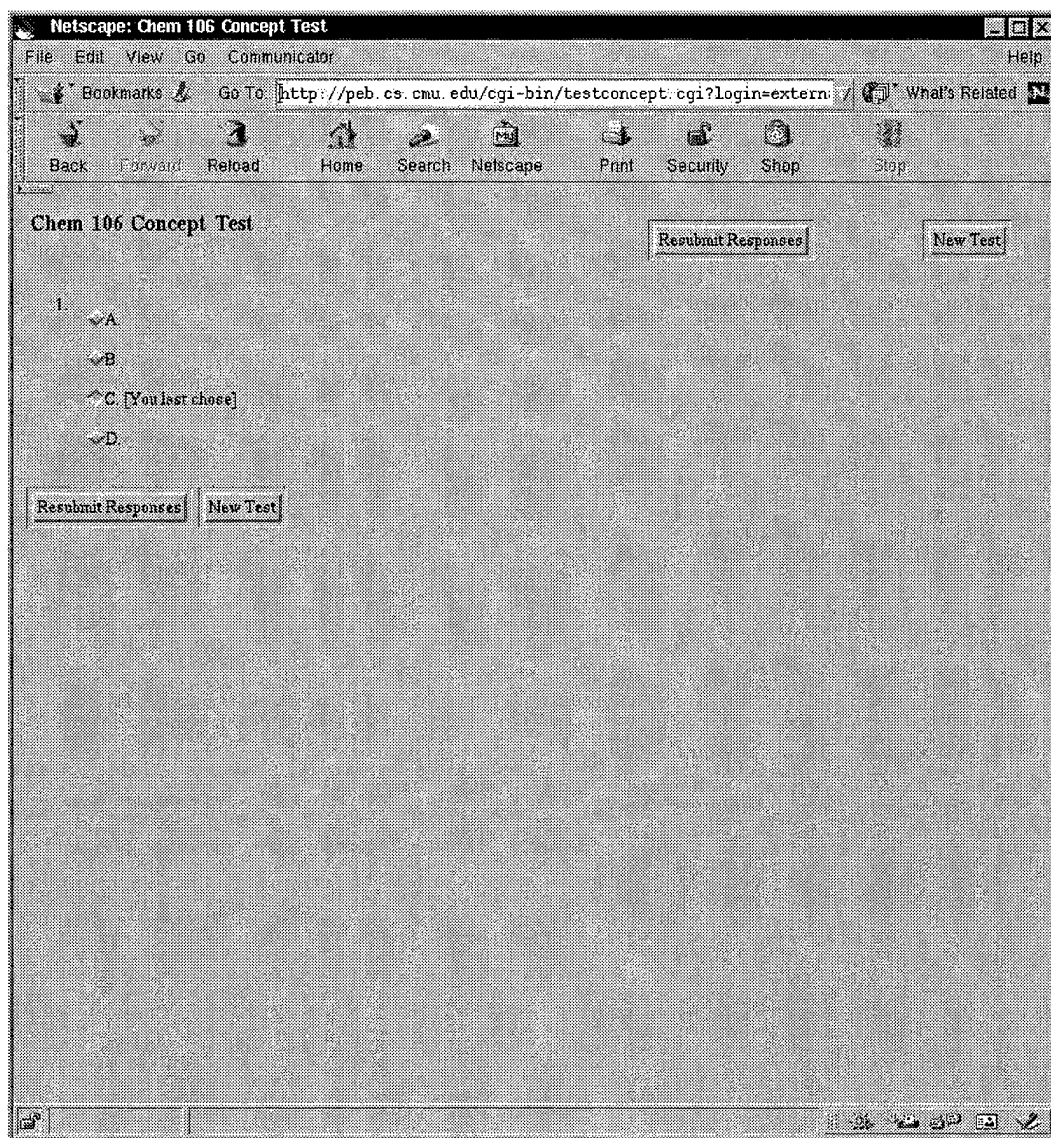 Netscape: Chem 106 Concept Test
File Edit View Go Communicator Help
Bookmarks Go To: http://peb.cs.cmu.edu/cgi-bin/testconcept.cgi?login=extern What's Related N
Back Forward Reload Home Search Netscape Print Security Shop Stop
Chem 106 Concept Test
Resubmit Responses New Test
1.
A.
B
C. [You last chose]
D.
Resubmit Responses New Test